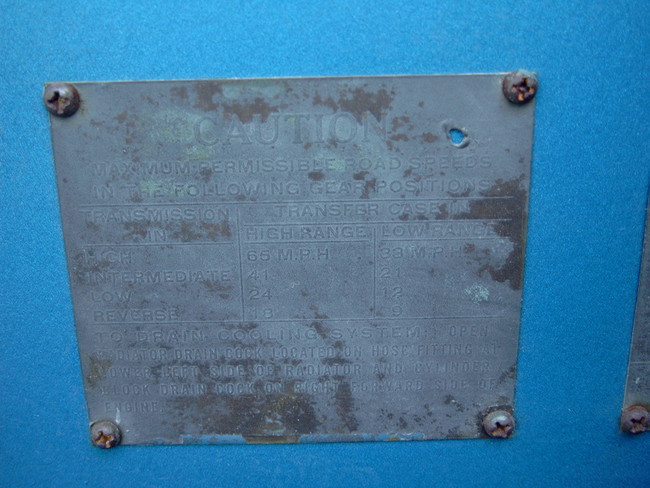 CAUTION
MAXIMUM PERMISSIBLE ROAD SPEEDS
IN THE FOLLOWING GEAR POSITIONS
TRANSMISSION TRANSFER CASE IN
IN HIGH RANGE LOW RANGE
HIGH 65 M.P.H. 39 M.P.H.
INTERMEDIATE 41 21
LOW 24 12
REVERSE 18 9
TO DRAIN COOLING SYSTEM: OPEN
RADIATOR DRAIN COCK LOCATED ON HOSE FITTING AT
LOWER LEFT SIDE OF RADIATOR AND CYLINDER
BLOCK DRAIN COCK ON RIGHT FORWARD SIDE OF
ENGINE.